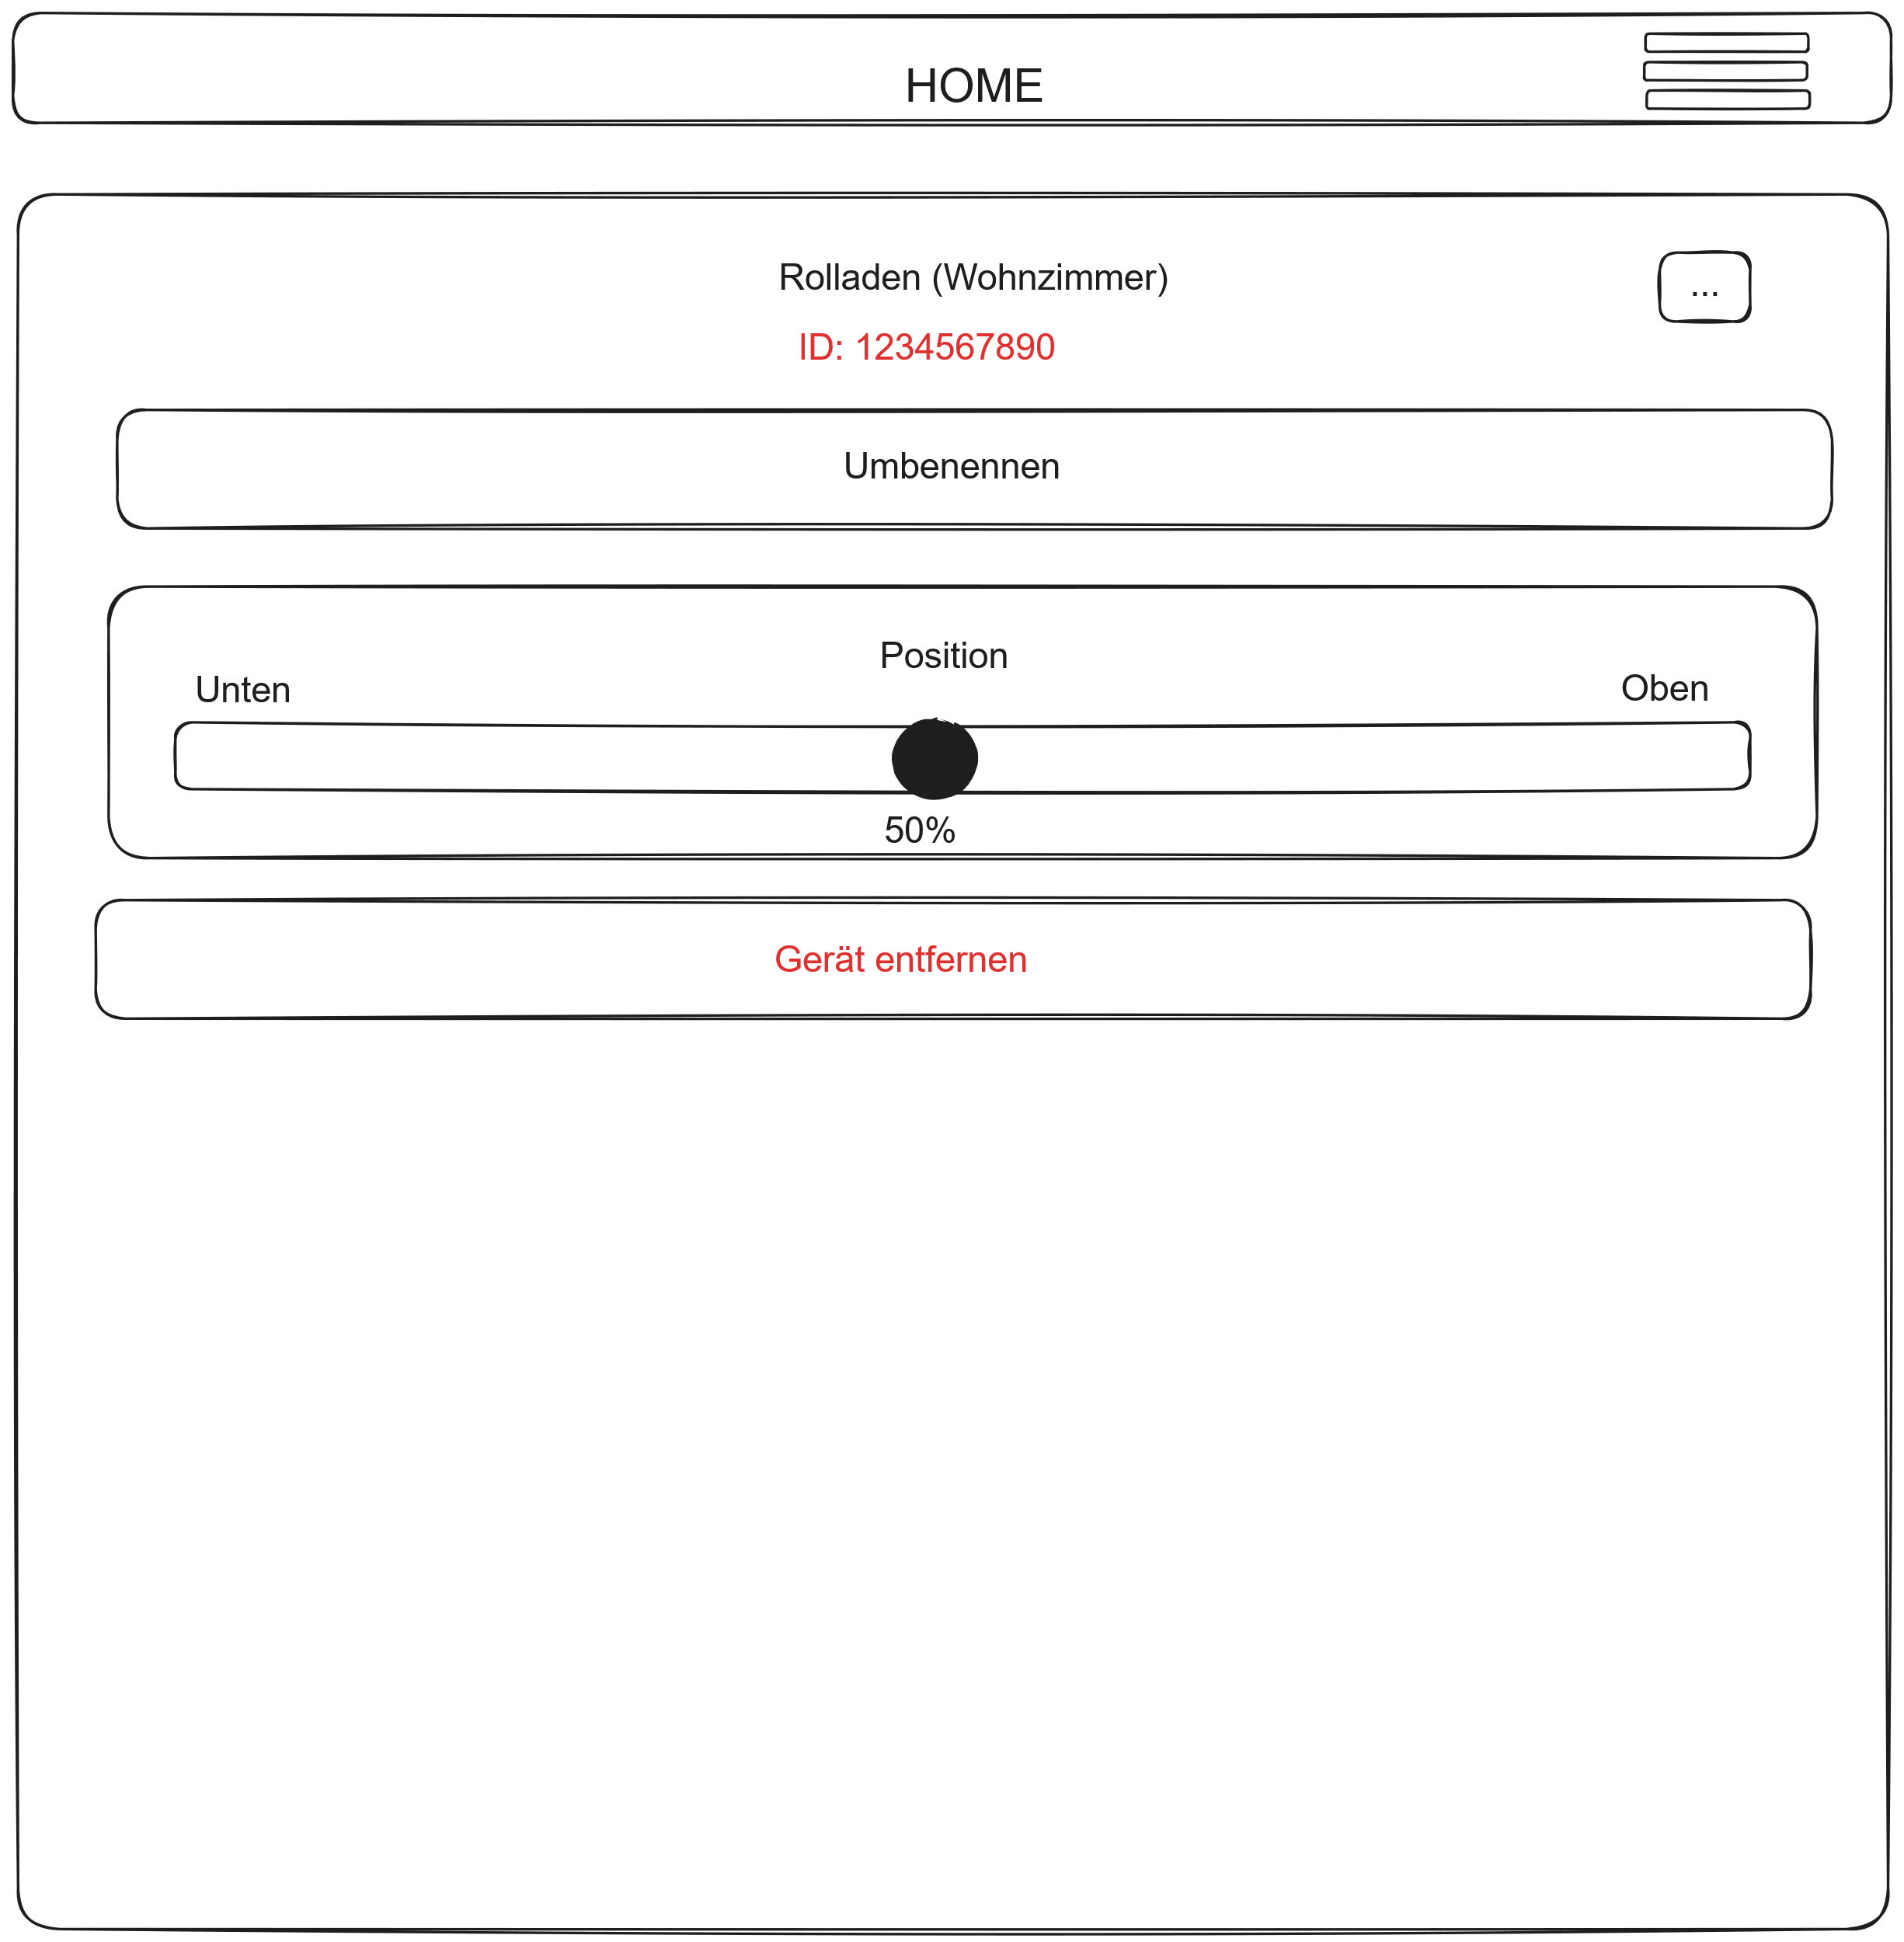 HOME
Rolladen (Wohnzimmer)
...
ID: 1234567890
Umbenennen
Position
Unten
Oben
50%
Gerät entfernen